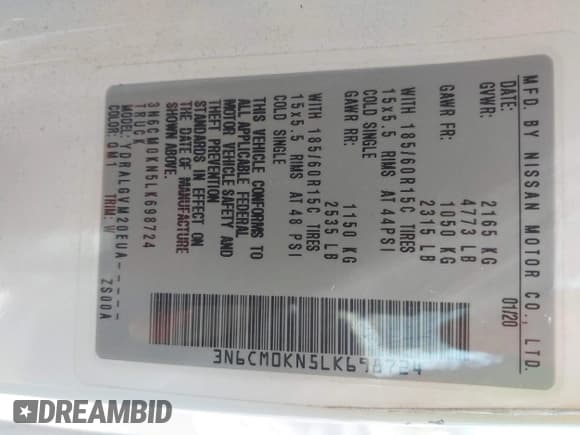 MFD. BY NISSAN MOTOR CO., LTD.
DATE: 01/20
GVWR: 2165 KG
4773 LB
GAWR FR: 1050 KG
2315 LB
WITH 185/60R15C TIRES
15x5.5 RIMS AT 44PSI
COLD SINGLE
GAWR RR: 1150 KG
2535 LB
WITH 185/60R15C TIRES
15x5.5 RIMS AT 48 PSI
COLD SINGLE
THIS VEHICLE CONFORMS TO
ALL APPLICABLE FEDERAL
MOTOR VEHICLE SAFETY AND
THEFT PREVENTION
STANDARDS IN EFFECT ON
THE DATE OF MANUFACTURE
SHOWN ABOVE.
3N6CM0KN5LK698724
TRUCK
MODEL: YDRALGVM20EUA-----
COLOR: QM1 TRIM: W ZS00A
3N6CM0KN5LK698724
DREAMBID